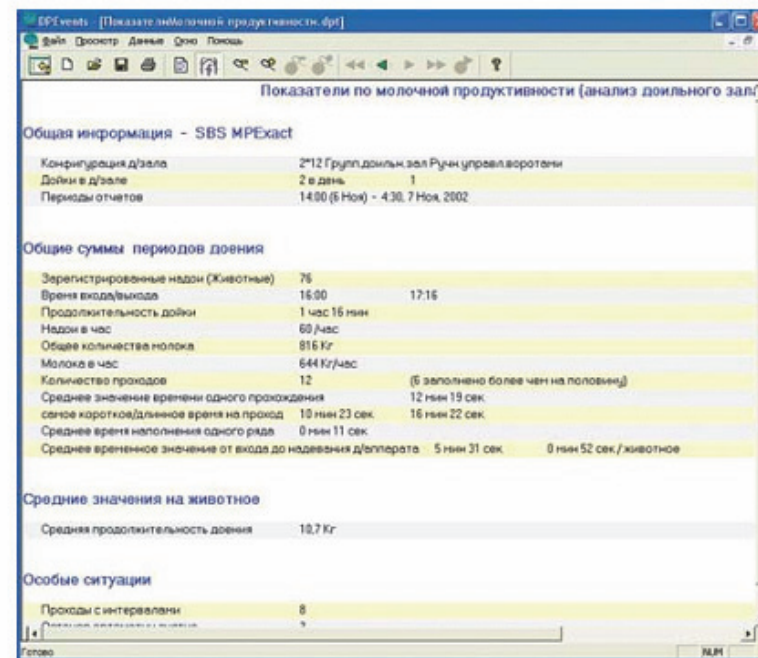 DPEvents - [ПоказателиМолочной продуктивности.dpt]
Файл Просмотр Данные Окно Помощь
Показатели по молочной продуктивности (анализ доильного зала
Общая информация - SBS MPExact
Конфигурация д/зала 2*12 Групп.доильн.зал Ручн.управл.воротами
Дойки в д/зале 2 в день 1
Периоды отчетов 14:00 (6 Ноя) - 4:30, 7 Ноя, 2002
Общие суммы периодов доения
Зарегистрированные надои (Животные) 76
Время входа/выхода 16:00 17:16
Продолжительность дойки 1 час 16 мин
Надои в час 60 /час
Общее количества молока 816 Кг
Молока в час 644 Кг/час
Количество проходов 12 (6 заполнено более чем на половину)
Среднее значение времени одного прохождения 12 мин 19 сек
самое короткое/длинное время на проход 10 мин 23 сек 16 мин 22 сек
Среднее время наполнения одного ряда 0 мин 11 сек
Среднее временное значение от входа до надевания д/аппарата 5 мин 31 сек 0 мин 52 сек / животное
Средние значения на животное
Средняя продолжительность доения 10,7 Кг
Особые ситуации
Проходы с интервалами 8
Готово NUM